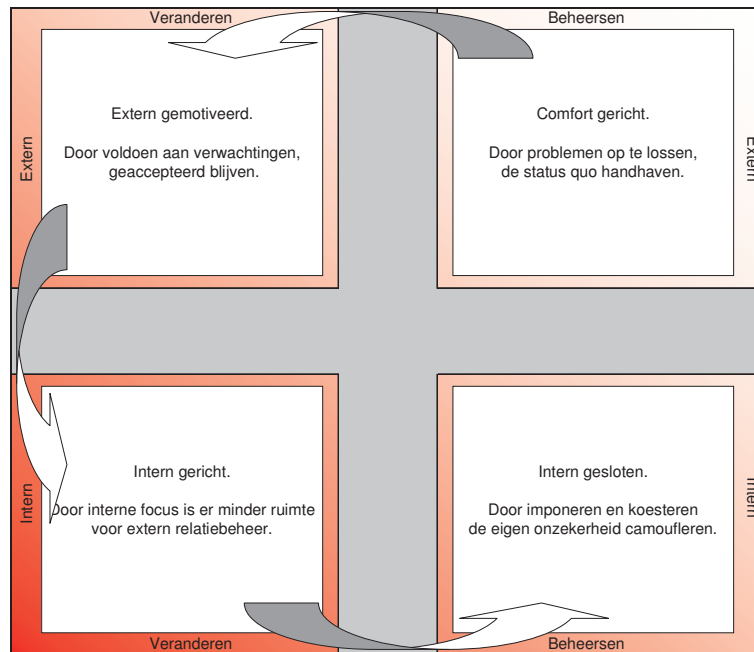 Veranderen
Beheersen
Extern
Extern gemotiveerd.
Door voldoen aan verwachtingen,
geaccepteerd blijven.
Comfort gericht.
Door problemen op te lossen,
de status quo handhaven.
Extern
Intern
Intern gericht.
Door interne focus is er minder ruimte
voor extern relatiebeheer.
Intern gesloten.
Door imponeren en koesteren
de eigen onzekerheid camoufleren.
Intern
Veranderen
Beheersen